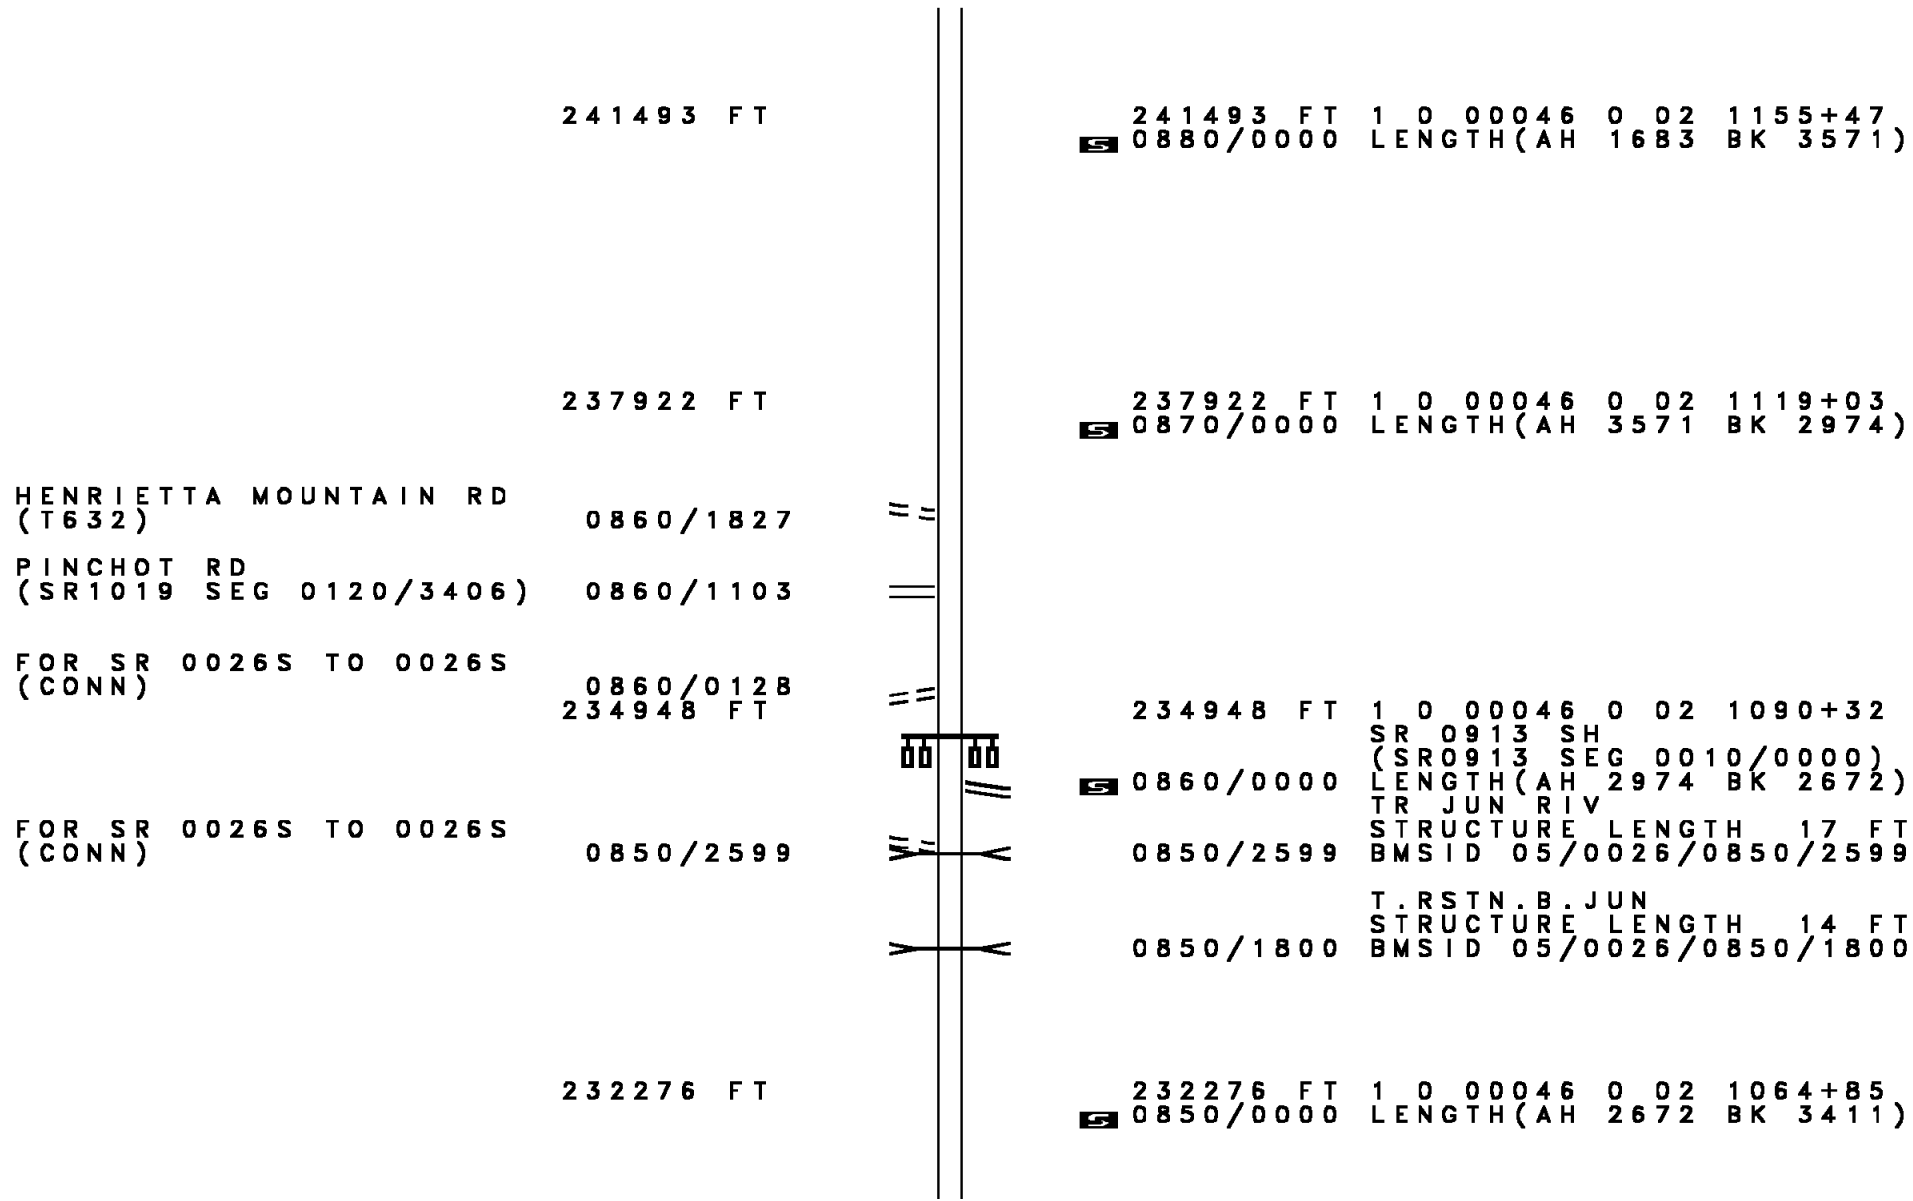 241493 FT 241493 FT 1 0 00046 0 02 1155+47
S 0880/0000 LENGTH(AH 1683 BK 3571)
237922 FT 237922 FT 1 0 00046 0 02 1119+03
S 0870/0000 LENGTH(AH 3571 BK 2974)
HENRIETTA MOUNTAIN RD
(T632) 0860/1827
PINCHOT RD
(SR1019 SEG 0120/3406) 0860/1103
FOR SR 0026S TO 0026S
(CONN) 0860/0128
234948 FT 234948 FT 1 0 00046 0 02 1090+32
SR 0913 SH
(SR0913 SEG 0010/0000)
S 0860/0000 LENGTH(AH 2974 BK 2672)
TR JUN RIV
FOR SR 0026S TO 0026S STRUCTURE LENGTH 17 FT
(CONN) 0850/2599 0850/2599 BMSID 05/0026/0850/2599
T.RSTN.B.JUN
STRUCTURE LENGTH 14 FT
0850/1800 BMSID 05/0026/0850/1800
232276 FT 232276 FT 1 0 00046 0 02 1064+85
S 0850/0000 LENGTH(AH 2672 BK 3411)